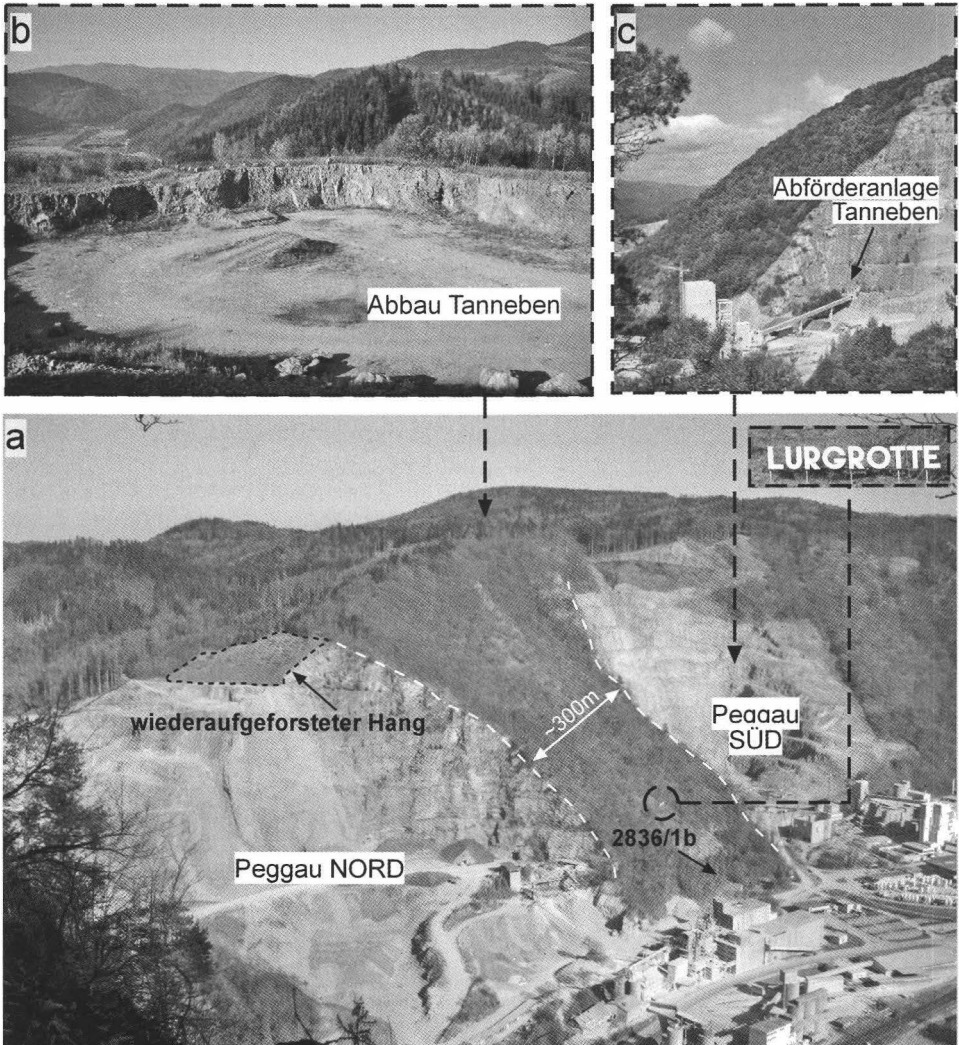 b
Abbau Tanneben
c
Abförderanlage
Tanneben
a
LURGROTTE
wiederaufgeforsteter Hang
~300m
Peggau
SÜD
2836/1b
Peggau NORD